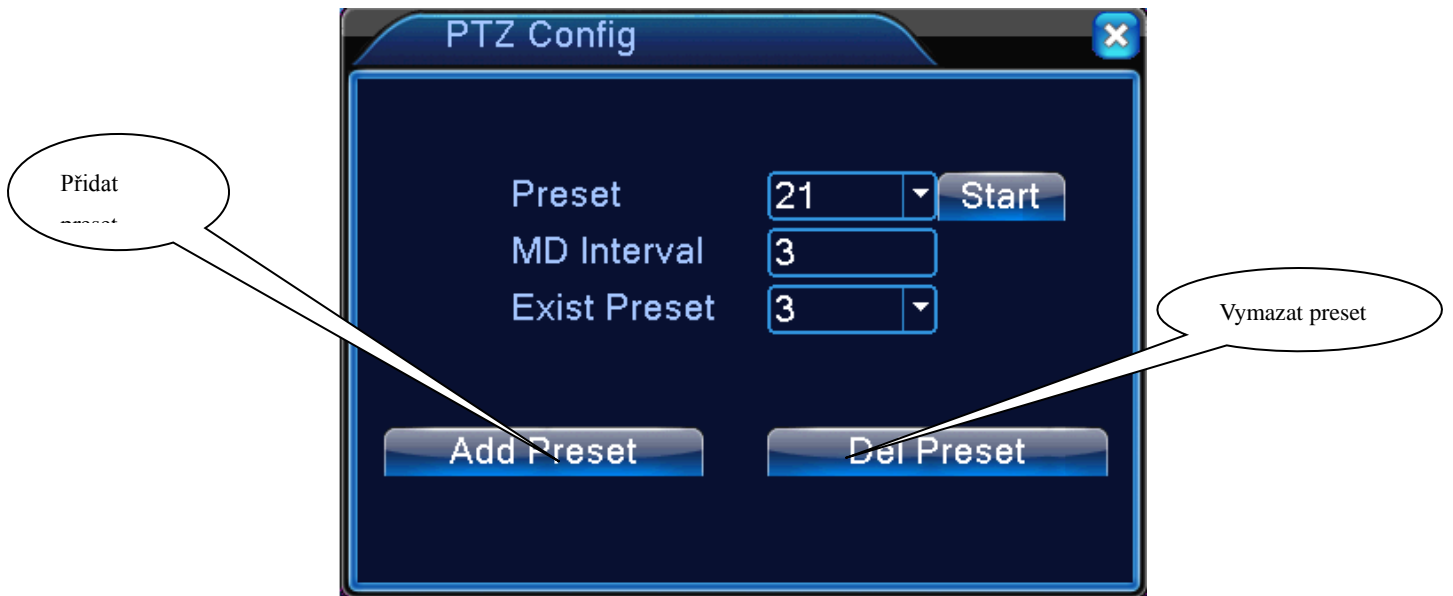 PTZ Config
Přidat
Preset
21
Start
MD Interval
3
Exist Preset
3
Vymazat preset
Add Preset
Del Preset